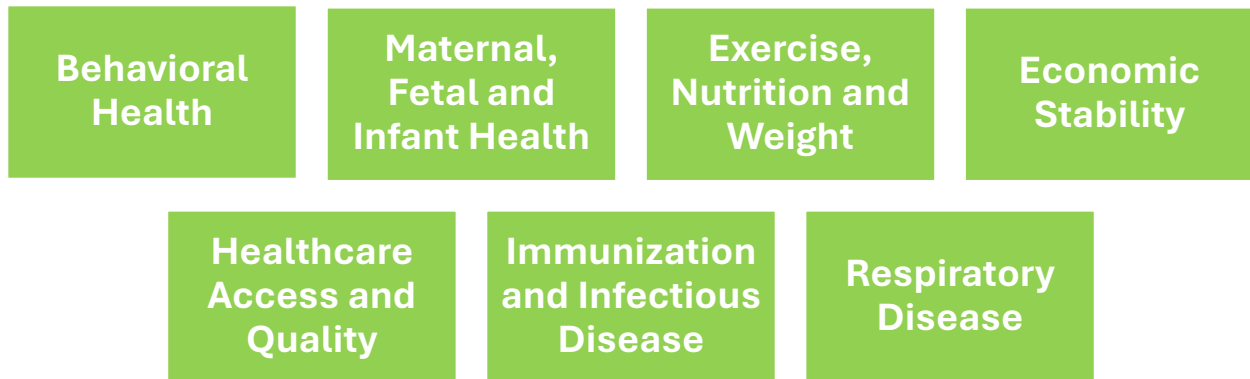 Behavioral
Health
Maternal,
Fetal and
Infant Health
Exercise,
Nutrition and
Weight
Economic
Stability
Healthcare
Access and
Quality
Immunization
and Infectious
Disease
Respiratory
Disease